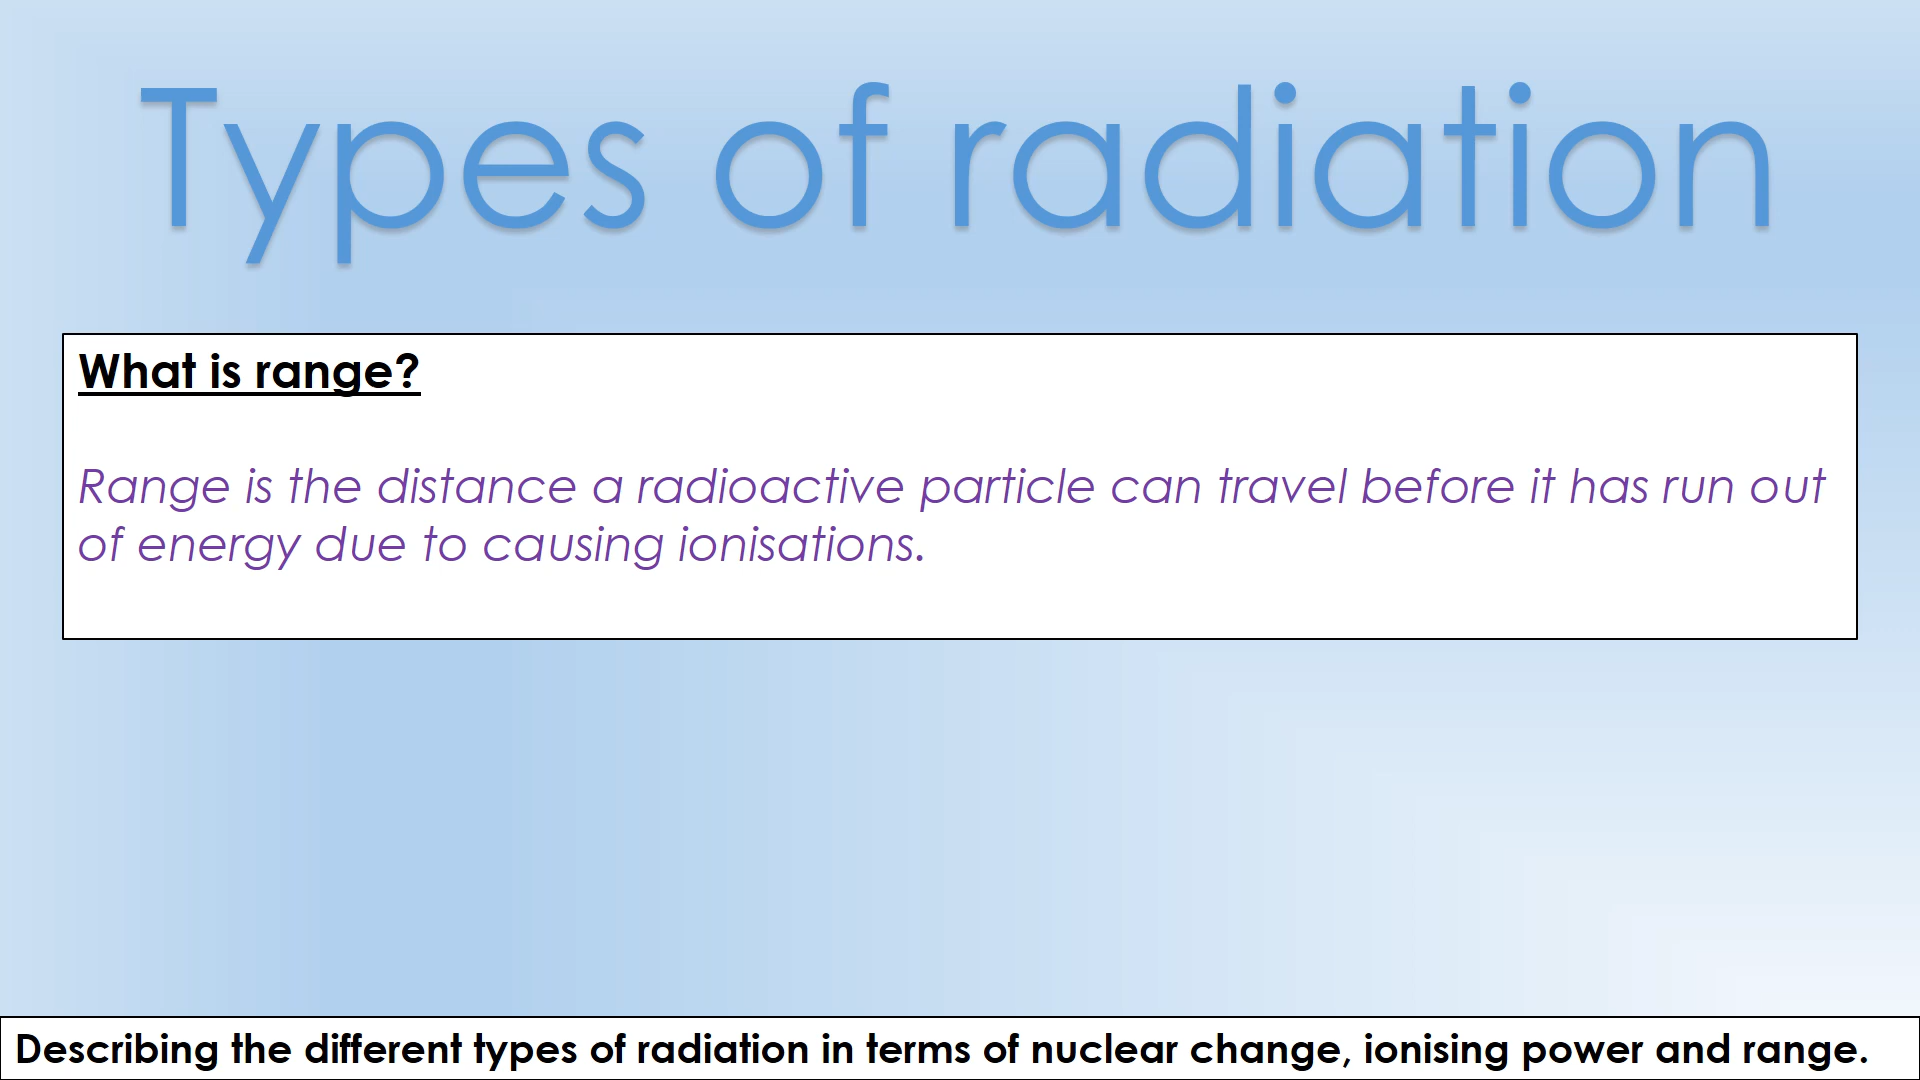 Types of radiation
What is range?
Range is the distance a radioactive particle can travel before it has run out
of energy due to causing ionisations.
Describing the different types of radiation in terms of nuclear change, ionising power and range.